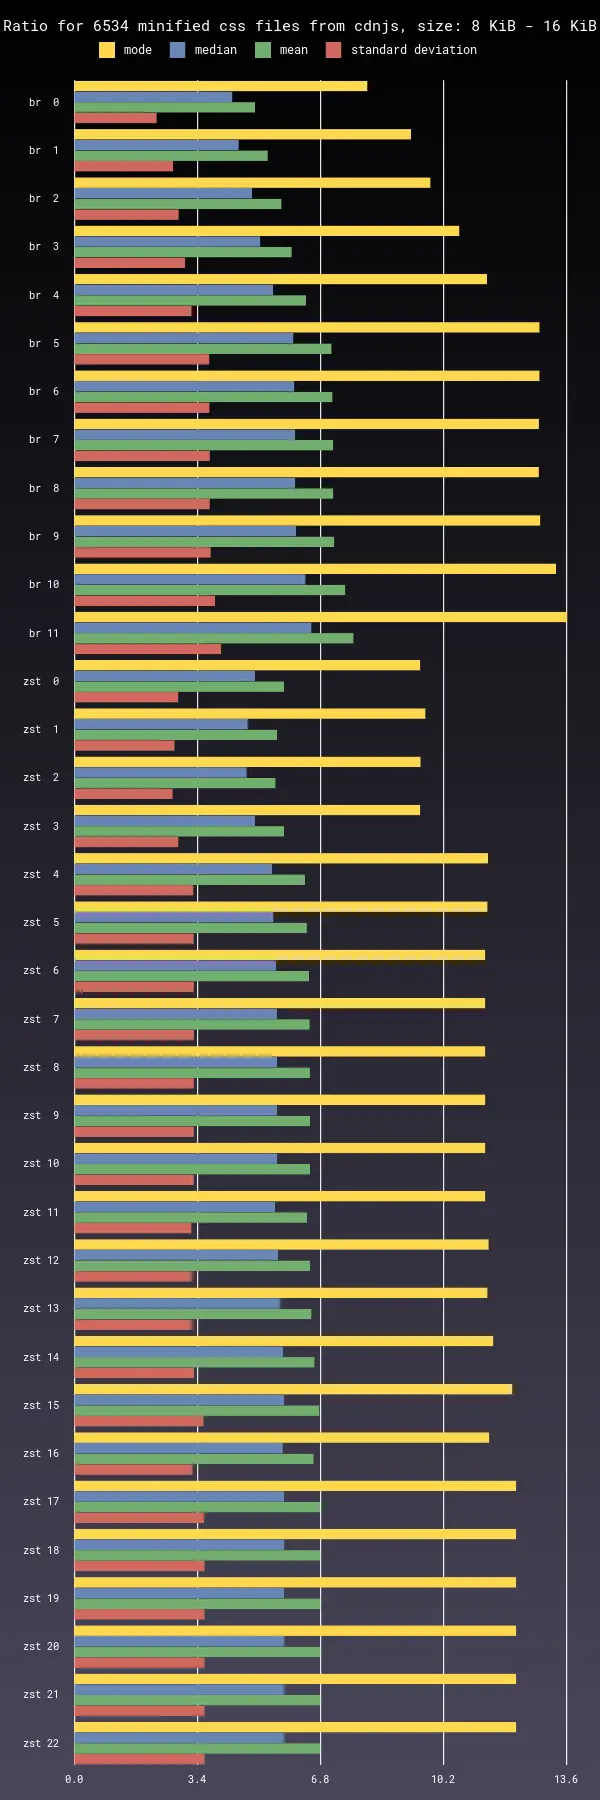 Ratio for 6534 minified css files from cdnjs, size: 8 KiB - 16 KiB
mode median mean standard deviation
br 0
br 1
br 2
br 3
br 4
br 5
br 6
br 7
br 8
br 9
br 10
br 11
zst 0
zst 1
zst 2
zst 3
zst 4
zst 5
zst 6
zst 7
zst 8
zst 9
zst 10
zst 11
zst 12
zst 13
zst 14
zst 15
zst 16
zst 17
zst 18
zst 19
zst 20
zst 21
zst 22
0.0 3.4 6.8 10.2 13.6